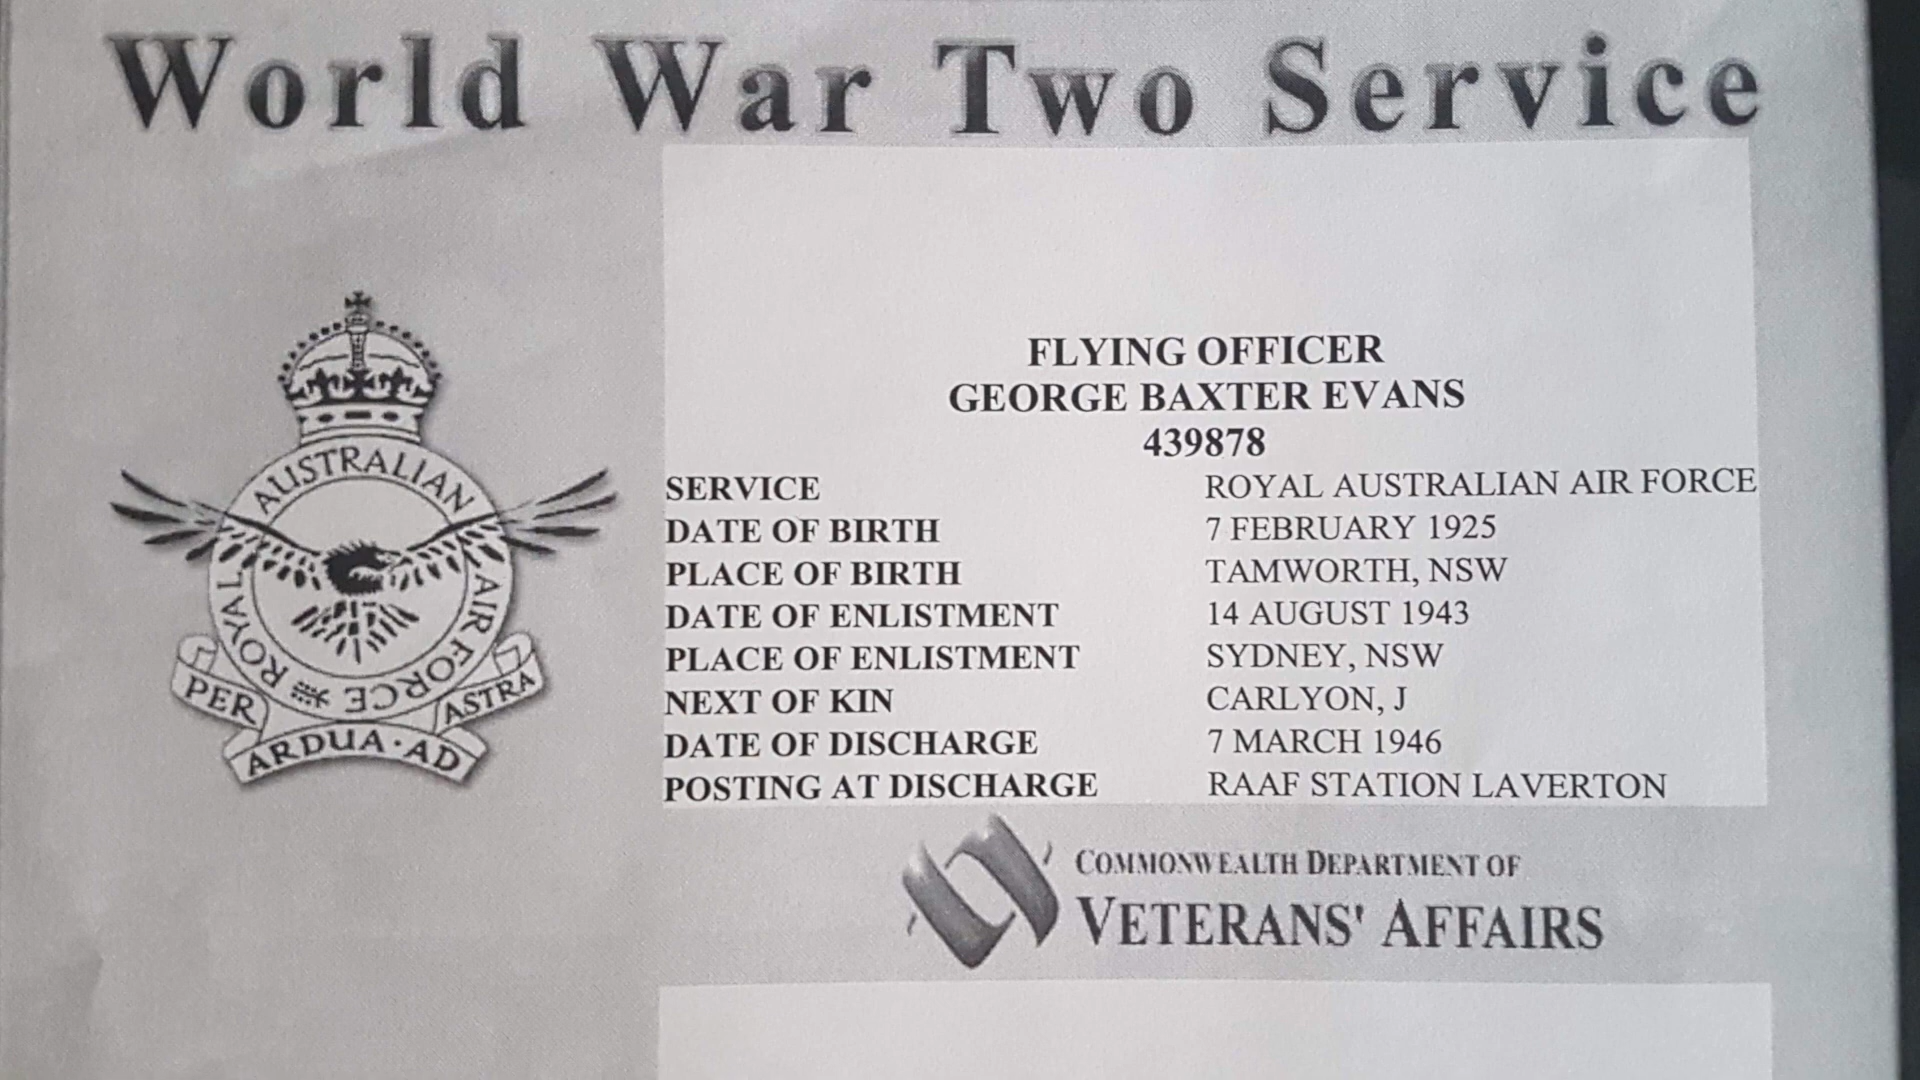 World War Two Service
FLYING OFFICER
GEORGE BAXTER EVANS
439878
SERVICE ROYAL AUSTRALIAN AIR FORCE
DATE OF BIRTH 7 FEBRUARY 1925
PLACE OF BIRTH TAMWORTH, NSW
DATE OF ENLISTMENT 14 AUGUST 1943
PLACE OF ENLISTMENT SYDNEY, NSW
NEXT OF KIN CARLYON, J
DATE OF DISCHARGE 7 MARCH 1946
POSTING AT DISCHARGE RAAF STATION LAVERTON
ROYAL AUSTRALIAN AIR FORCE
PER ARDUA · AD ASTRA
COMMONWEALTH DEPARTMENT OF
VETERANS' AFFAIRS